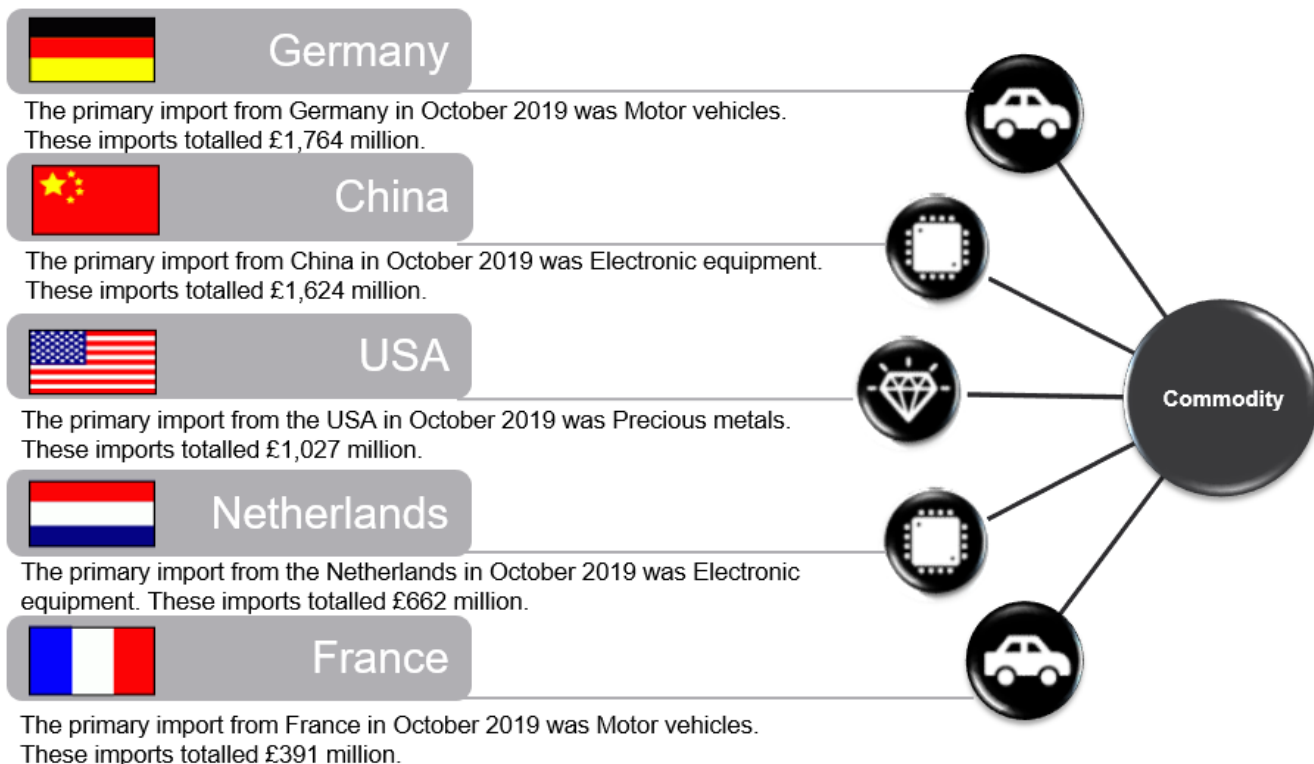 Germany
The primary import from Germany in October 2019 was Motor vehicles.
These imports totalled £1,764 million.
China
The primary import from China in October 2019 was Electronic equipment.
These imports totalled £1,624 million.
USA
The primary import from the USA in October 2019 was Precious metals.
These imports totalled £1,027 million.
Netherlands
The primary import from the Netherlands in October 2019 was Electronic
equipment. These imports totalled £662 million.
France
The primary import from France in October 2019 was Motor vehicles.
These imports totalled £391 million.
Commodity